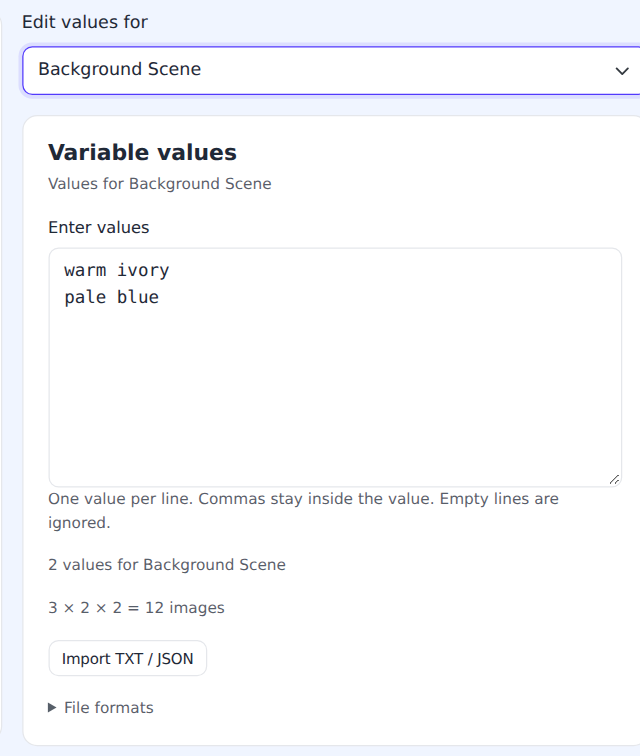 Edit values for
Background Scene
Variable values
Values for Background Scene
Enter values
warm ivory
pale blue
One value per line. Commas stay inside the value. Empty lines are
ignored.
2 values for Background Scene
3 × 2 × 2 = 12 images
Import TXT / JSON
File formats